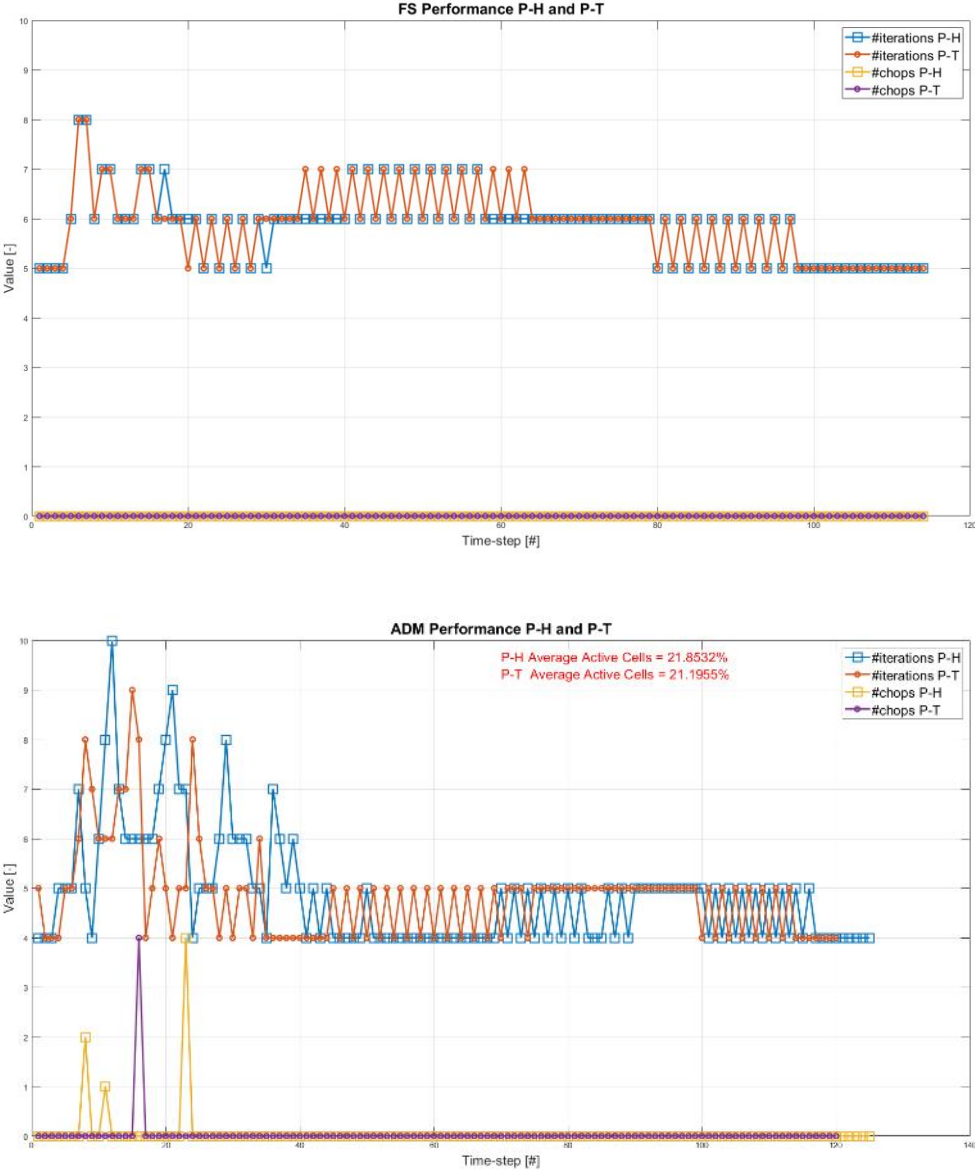 FS Performance P-H and P-T
10
9
8
7
6
5
4
3
2
1
0
Value [-]
#iterions P-H
#iterations P-T
#chops P-H
#chops P-T
0
20
40
60
80
100
120
Time-step [#]
ADM Performance P-H and P-T
P-H Average Active Cells = 21.8532%
P-T Average Active Cells = 21.1955%
10
9
8
7
6
5
4
3
2
1
0
Value [-]
#iterations P-H
#iterations P-T
#chops P-H
#chops P-T
0
20
40
60
80
100
120
140
Time-step [#]